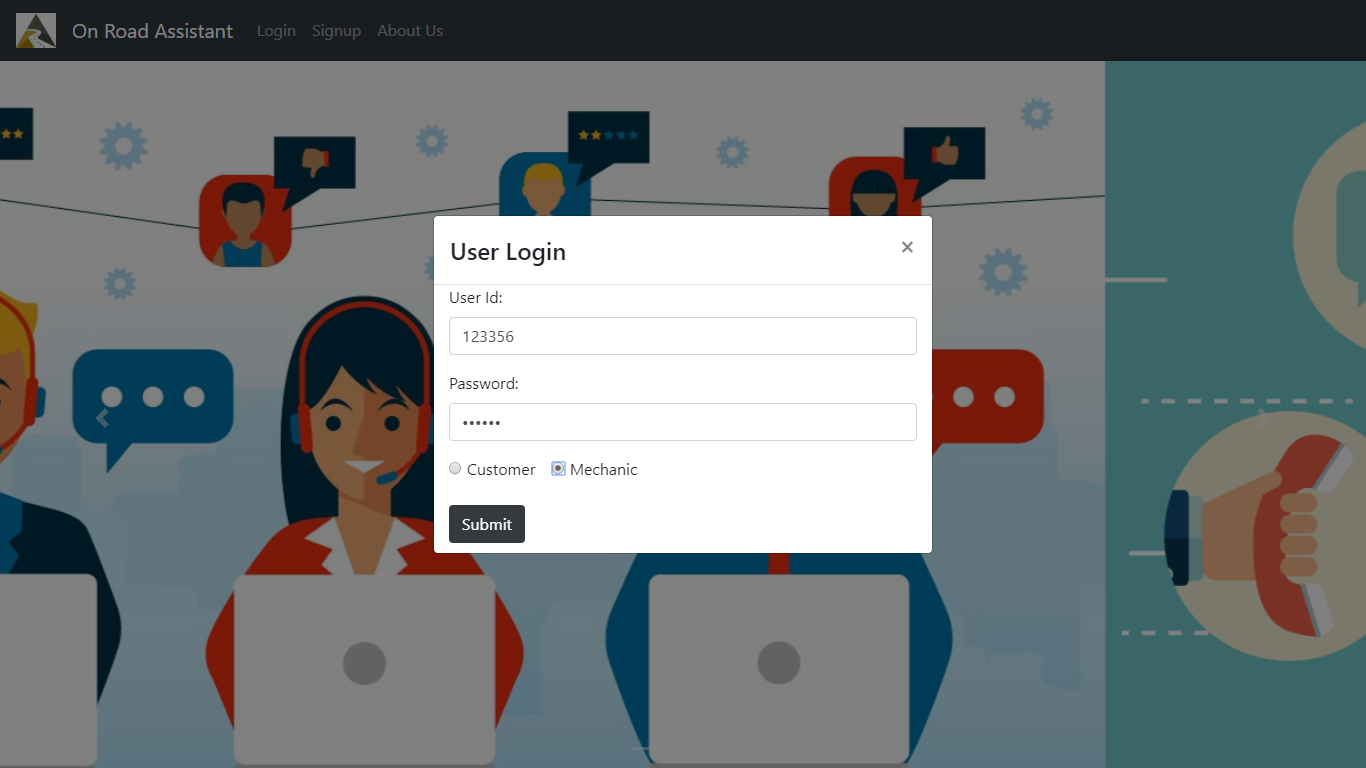 On Road Assistant Login Signup About Us
User Login ×
User Id:
123356
Password:
••••••
Customer Mechanic
Submit